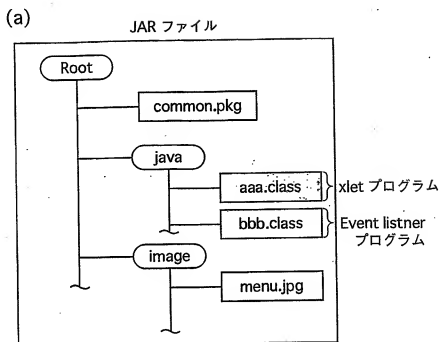 (a)
JAR ファイル
Root
common.pkg
java
aaa.class
xlet プログラム
bbb.class
Event listner
プログラム
image
menu.jpg